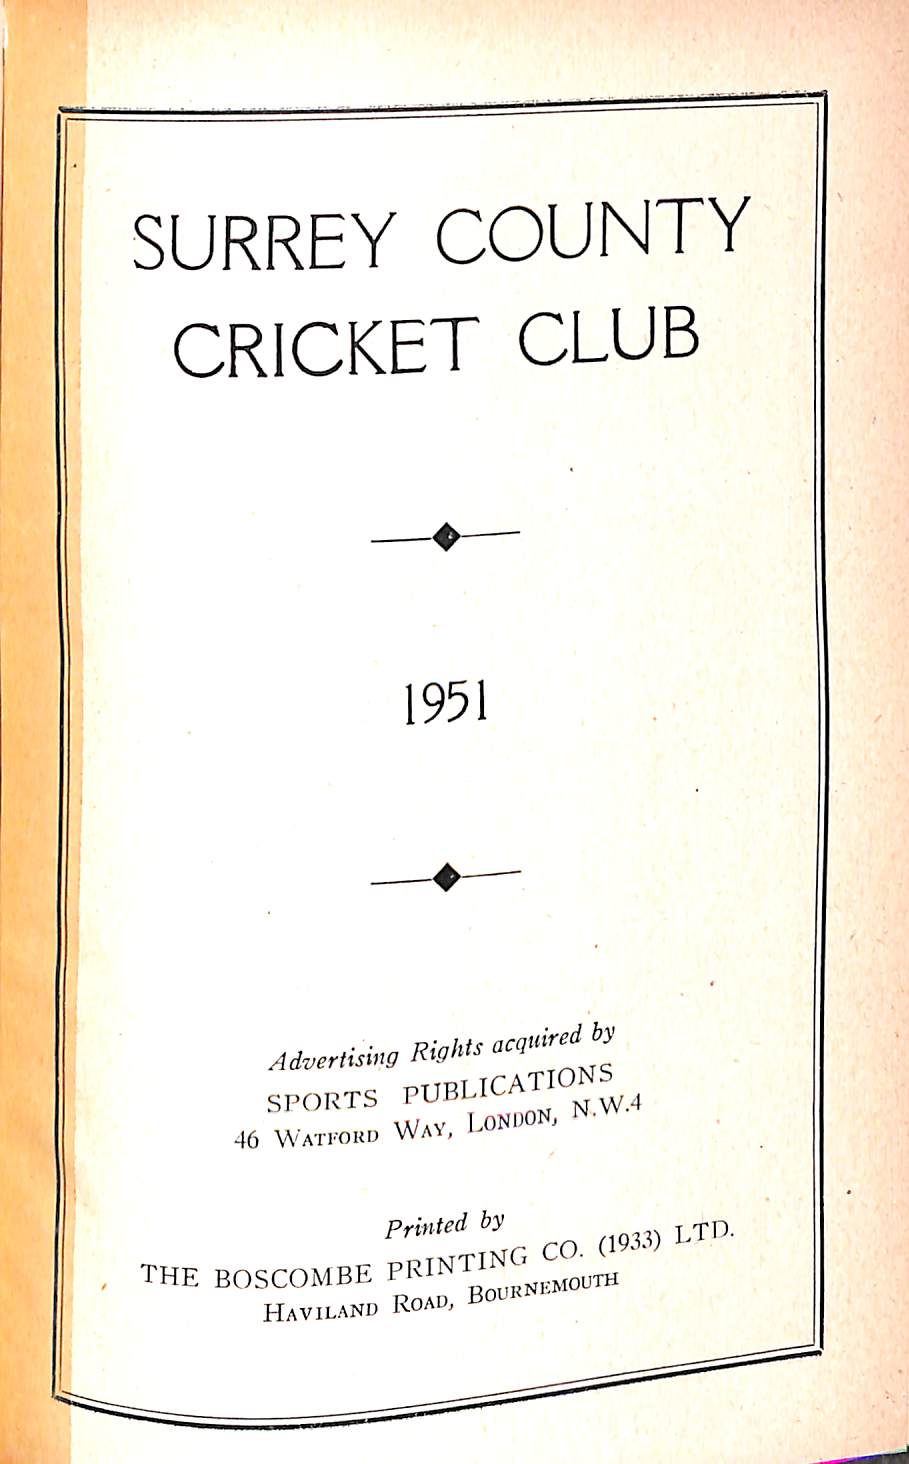 SURREY COUNTY
CRICKET CLUB
1951
Advertising Rights acquired by
SPORTS PUBLICATIONS
46 WATFORD WAY, LONDON, N.W.4
Printed by
THE BOSCOMBE PRINTING CO. (1933) LTD.
HAVILAND ROAD, BOURNEMOUTH